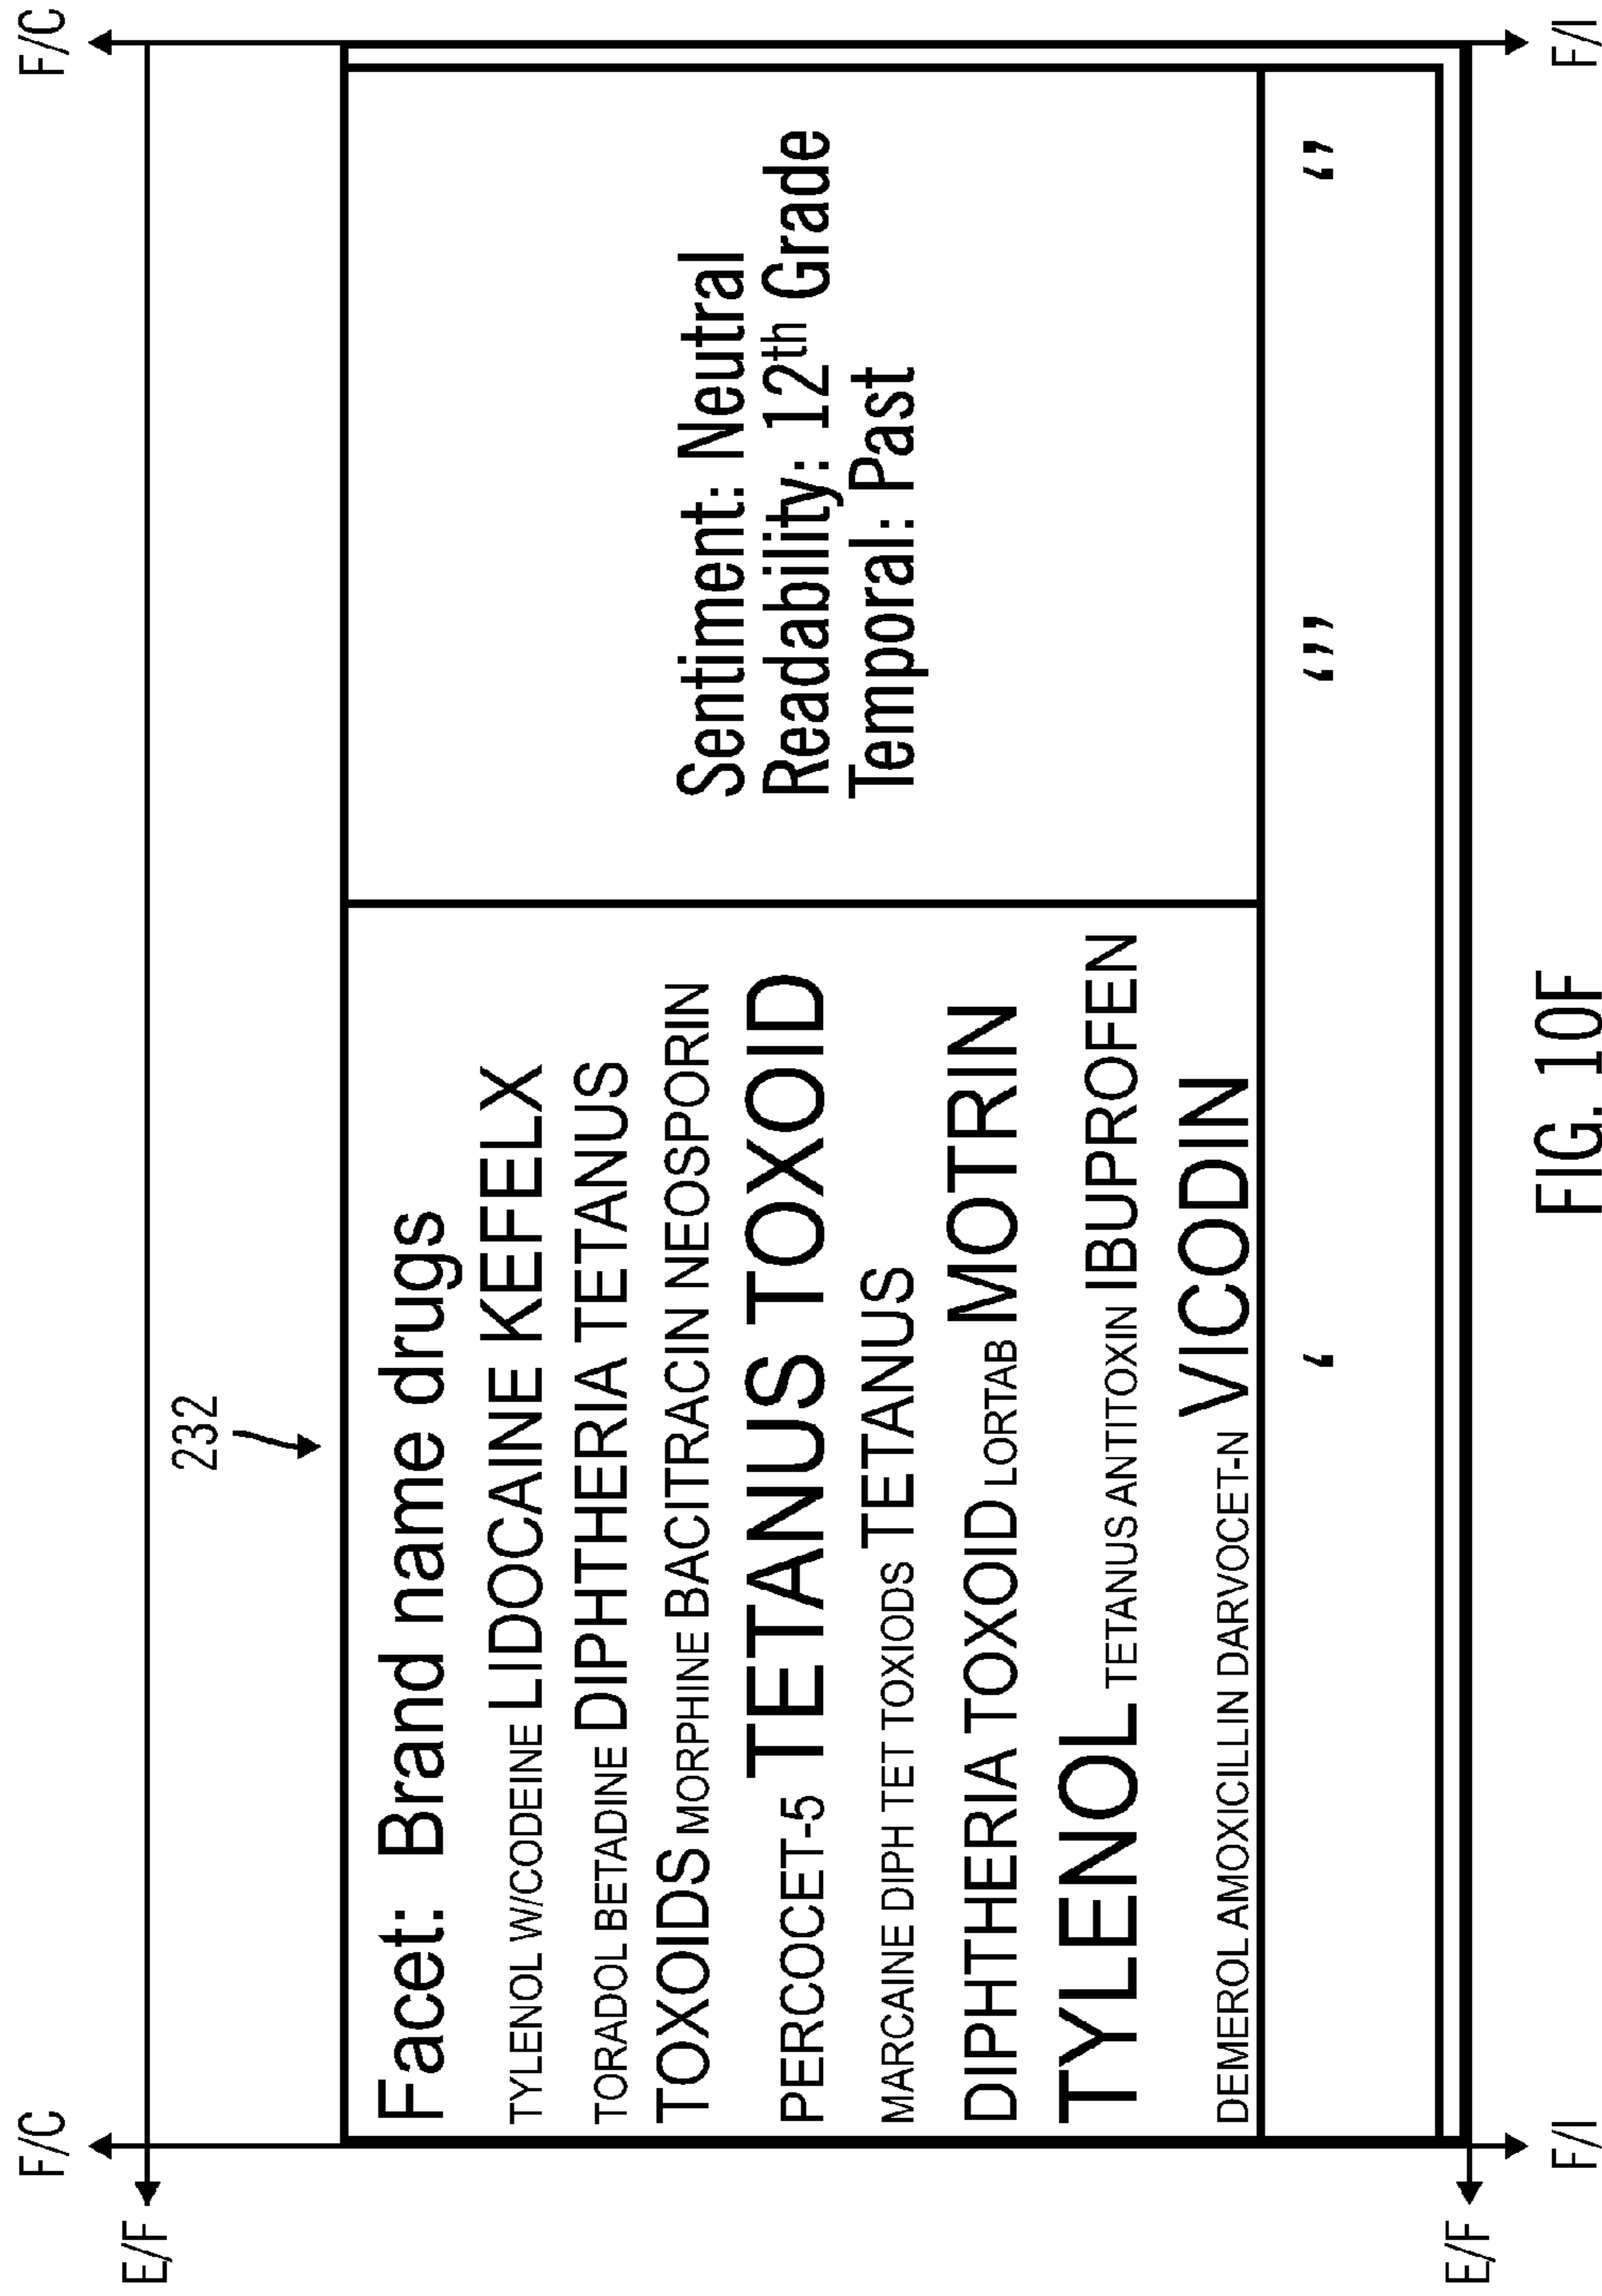 F/C
F/C
E/F
232
Facet: Brand name drugs
TYLENOL W/CODEINE LIDOCAINE KEFELX
TORADOL BETADINE DIPHTHERIA TETANUS
TOXOIDS MORPHINE BACITRACIN NEOSPORIN
PERCOCET-5 TETANUS TOXOID
MARCAINE DIPH TET TOXIODS TETANUS
DIPHTHERIA TOXOID LORTAB MOTRIN
TYLENOL TETANUS ANTITOXIN IBUPROFEN
DEMEROL AMOXICILLIN DARVOCET-N VICODIN
Sentiment: Neutral
Readability: 12th Grade
Temporal: Past
‘ ‘’’ ‘’
E/F
F/I
F/I
FIG. 10F